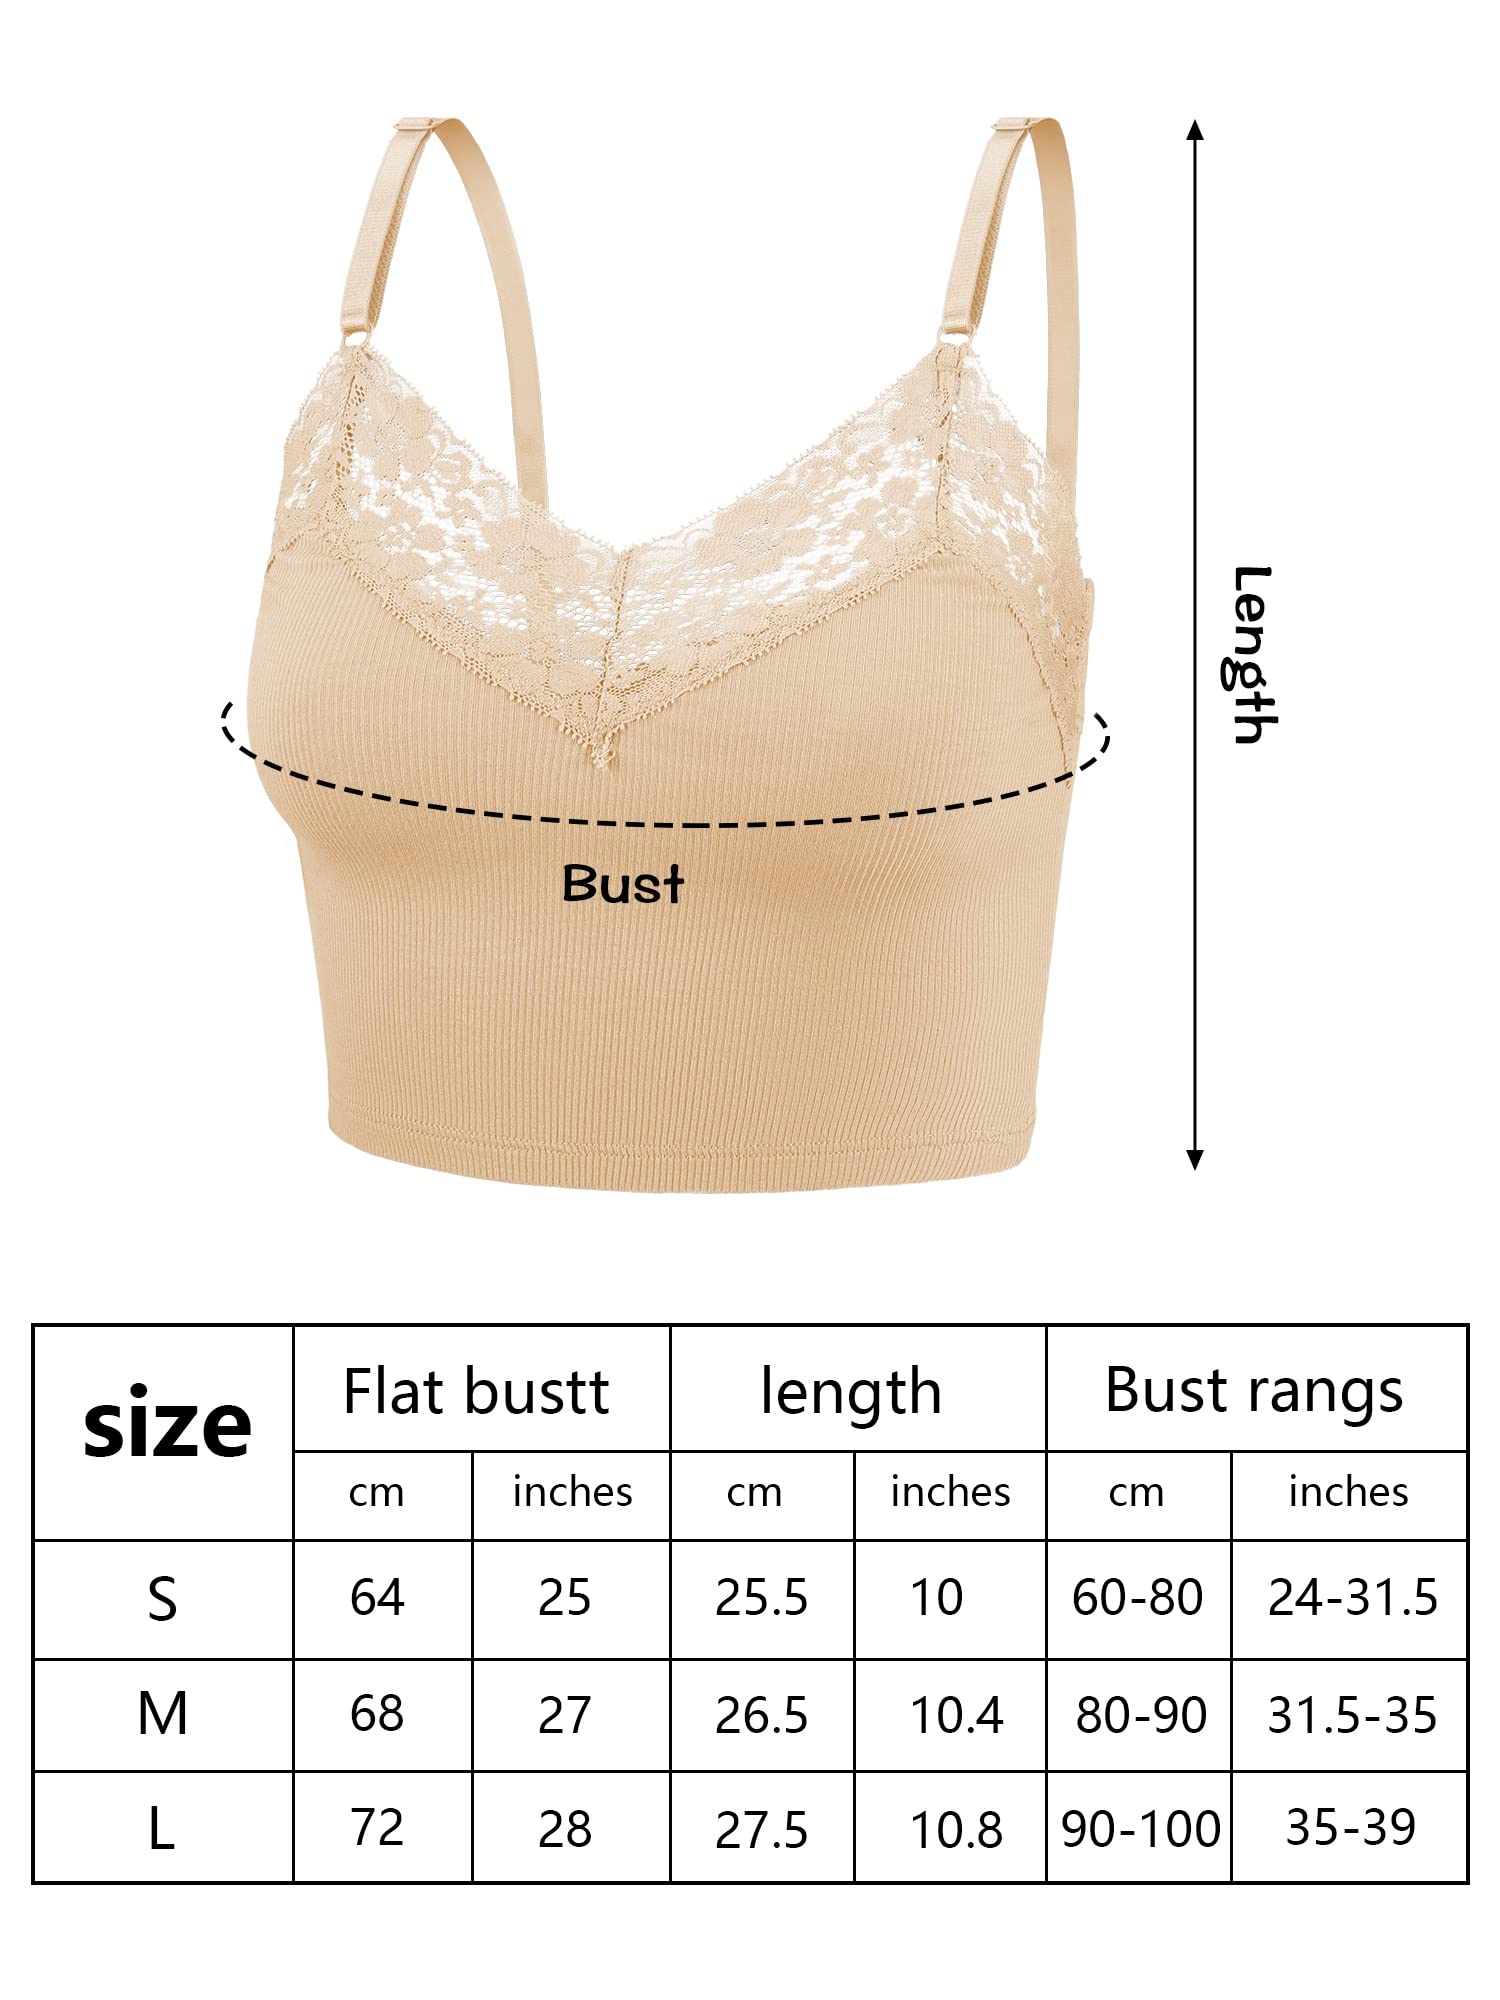 Length
Bust
size Flat bustt length Bust rangs
cm inches cm inches cm inches
S 64 25 25.5 10 60-80 24-31.5
M 68 27 26.5 10.4 80-90 31.5-35
L 72 28 27.5 10.8 90-100 35-39